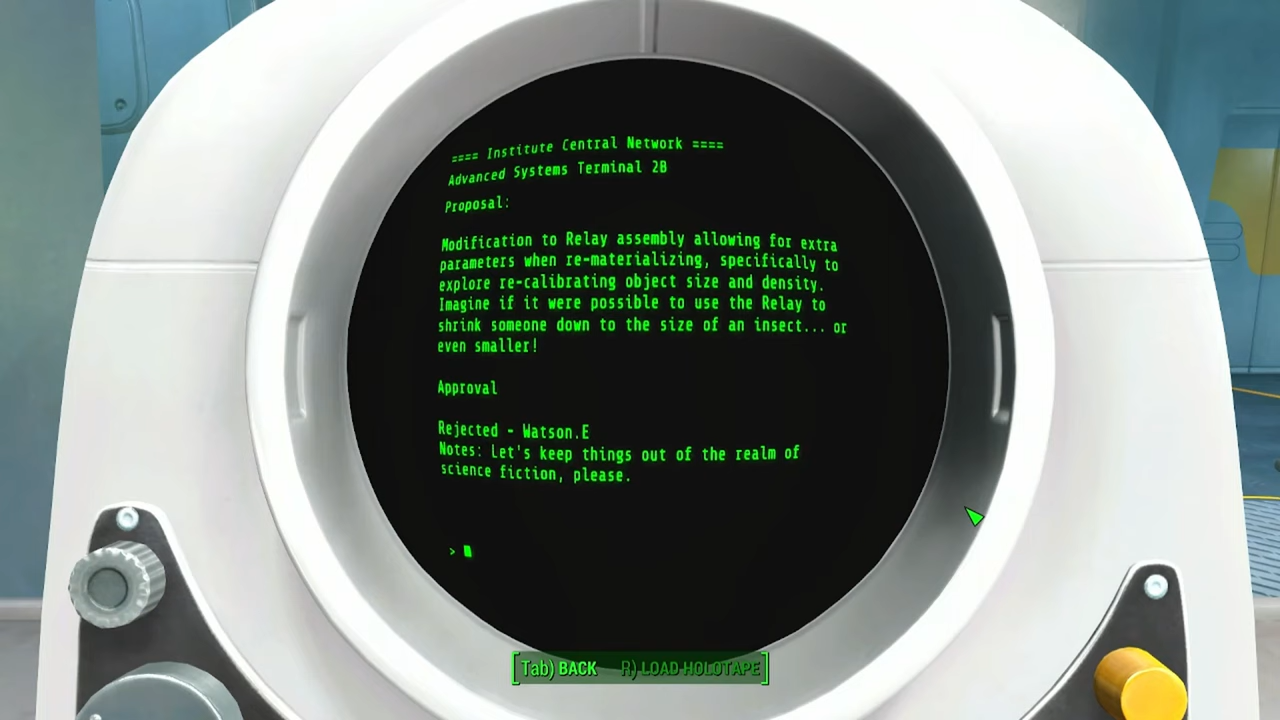 ==== Institute Central Network ====
Advanced Systems Terminal 2B
Proposal:
Modification to Relay assembly allowing for extra
parameters when re-materializing, specifically to
explore re-calibrating object size and density.
Imagine if it were possible to use the Relay to
shrink someone down to the size of an insect... or
even smaller!
Approval
Rejected - Watson.E
Notes: Let's keep things out of the realm of
science fiction, please.
>
Tab) BACK R) LOAD HOLOTAPE